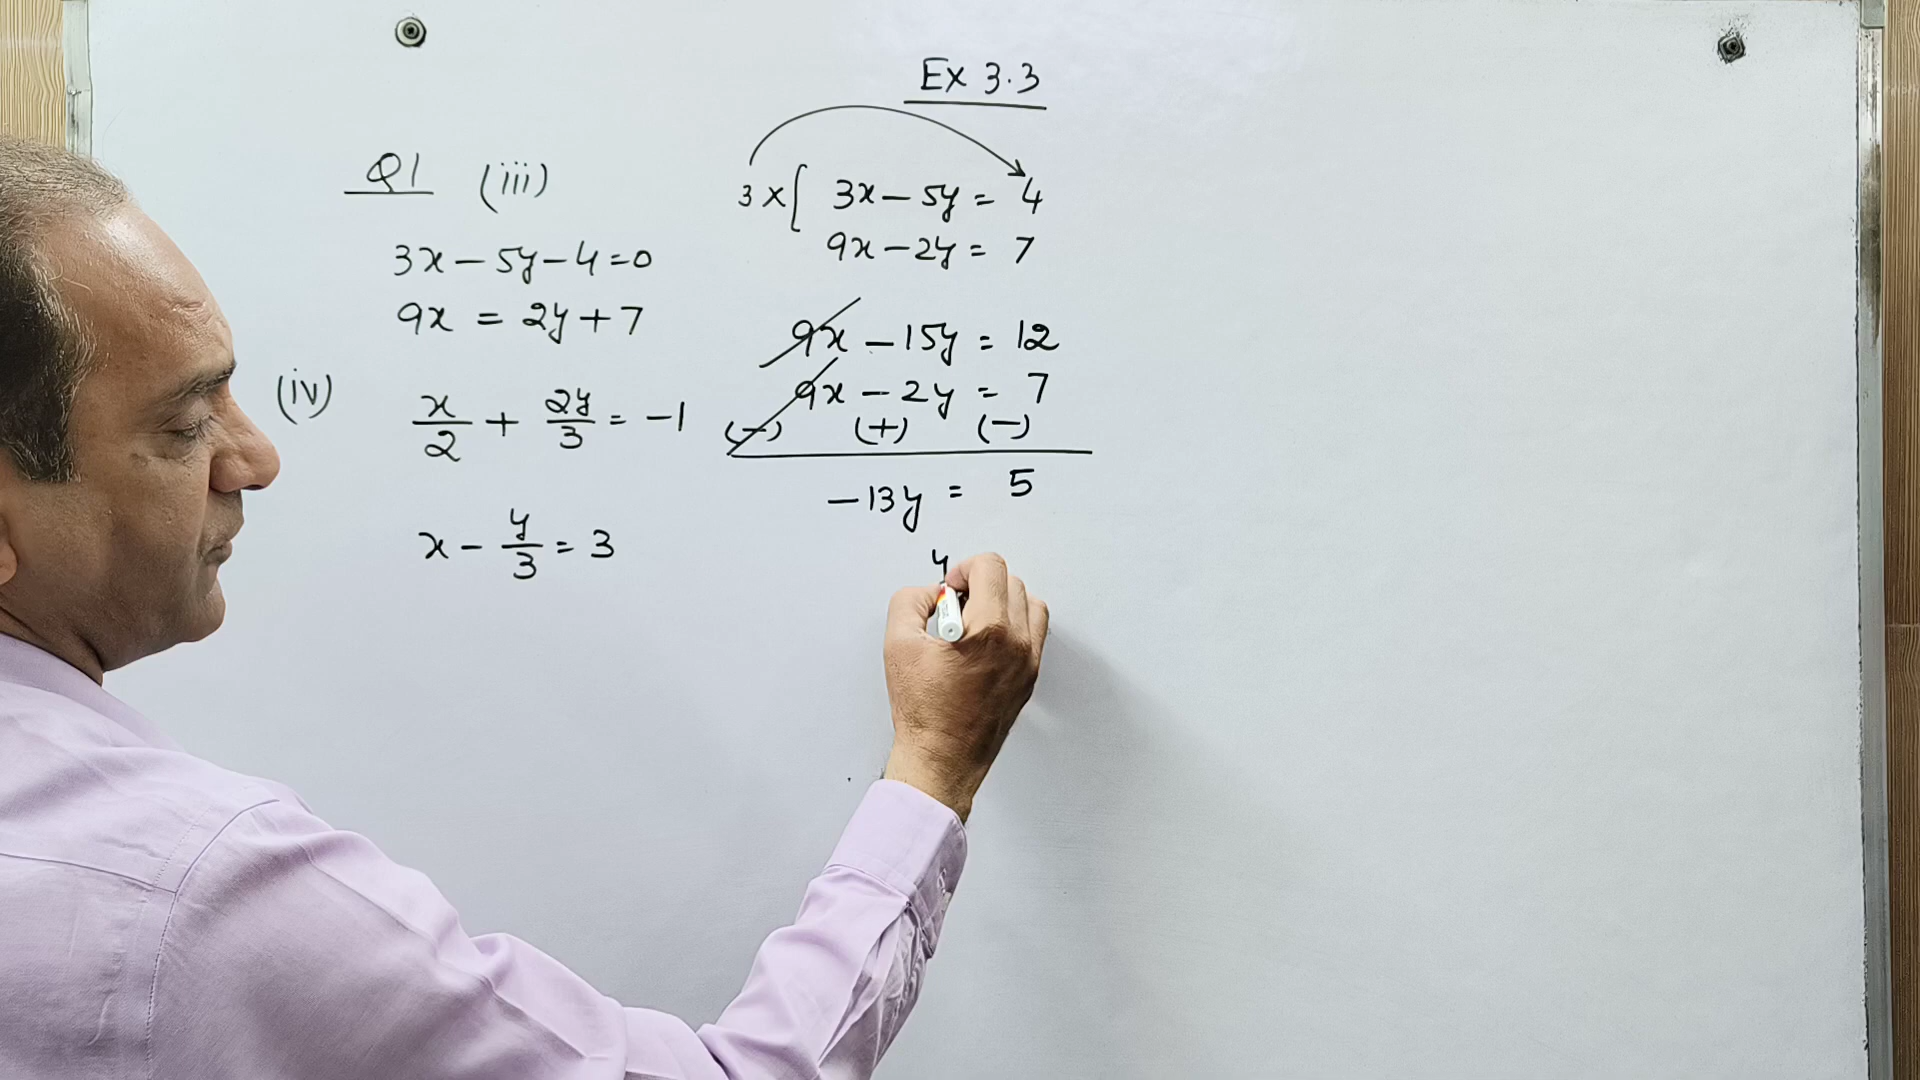 Ex 3.3
Q1 (iii)
3x - 5y - 4 = 0
9x = 2y + 7
(iv)
x/2 + 2y/3 = -1
x - y/3 = 3
3 × [ 3x - 5y = 4
9x - 2y = 7
9x - 15y = 12
9x - 2y = 7
(-) (+) (-)
-13y = 5
y